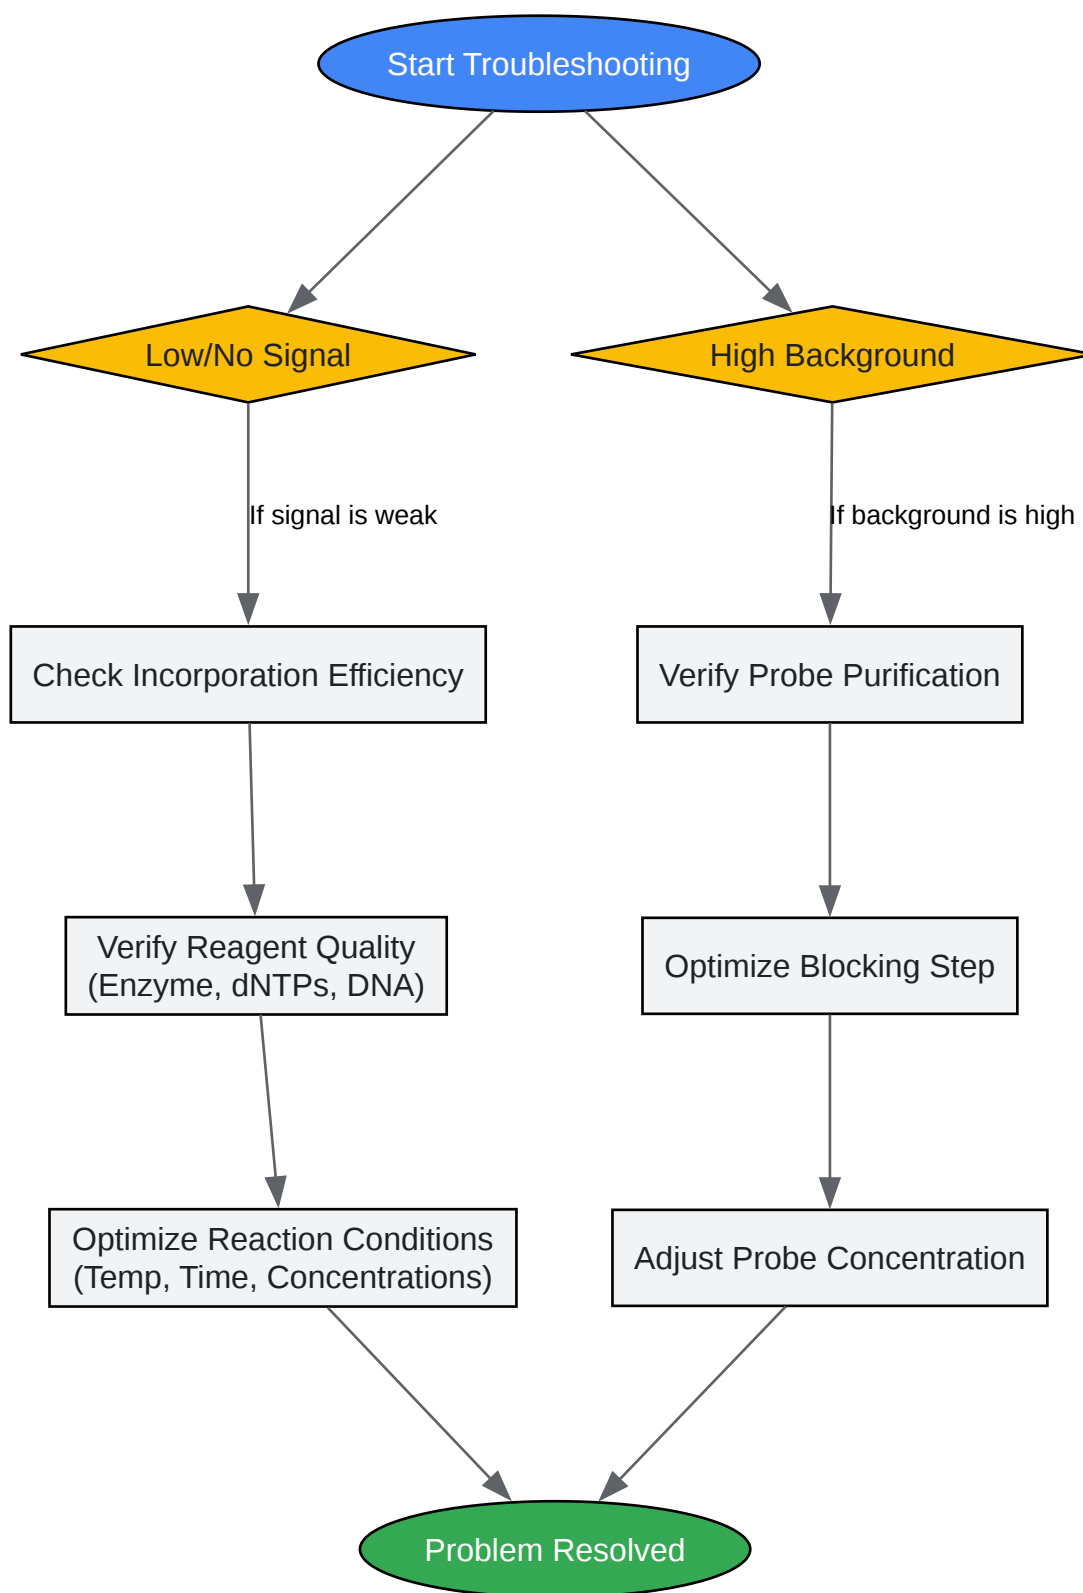 Start Troubleshooting
Low/No Signal
High Background
If signal is weak
If background is high
Check Incorporation Efficiency
Verify Probe Purification
Verify Reagent Quality
(Enzyme, dNTPs, DNA)
Optimize Blocking Step
Optimize Reaction Conditions
(Temp, Time, Concentrations)
Adjust Probe Concentration
Problem Resolved